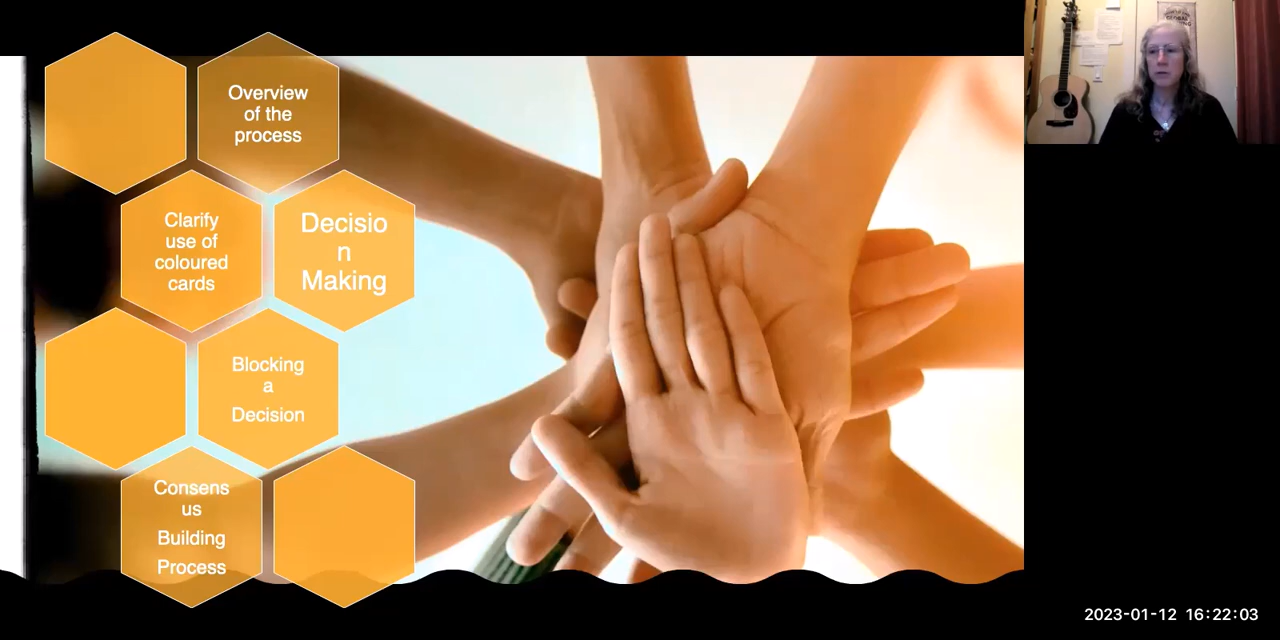 Overview
of the
process
Clarify
use of
coloured
cards
Decisio
n
Making
Blocking
a
Decision
Consens
us
Building
Process
2023-01-12 16:22:03